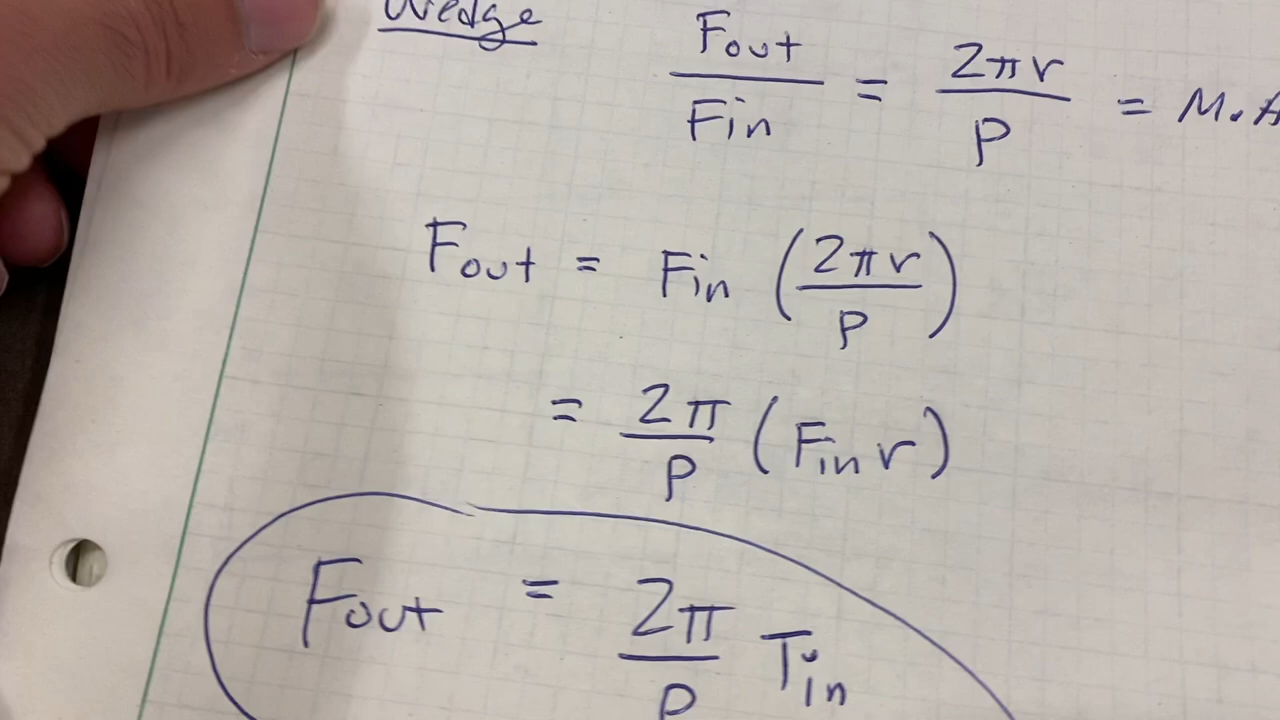 Wedge
Fout/Fin = 2πr/P = M.A
Fout = Fin (2πr/P)
= 2π/P (Fin r)
Fout = 2π/P Tin